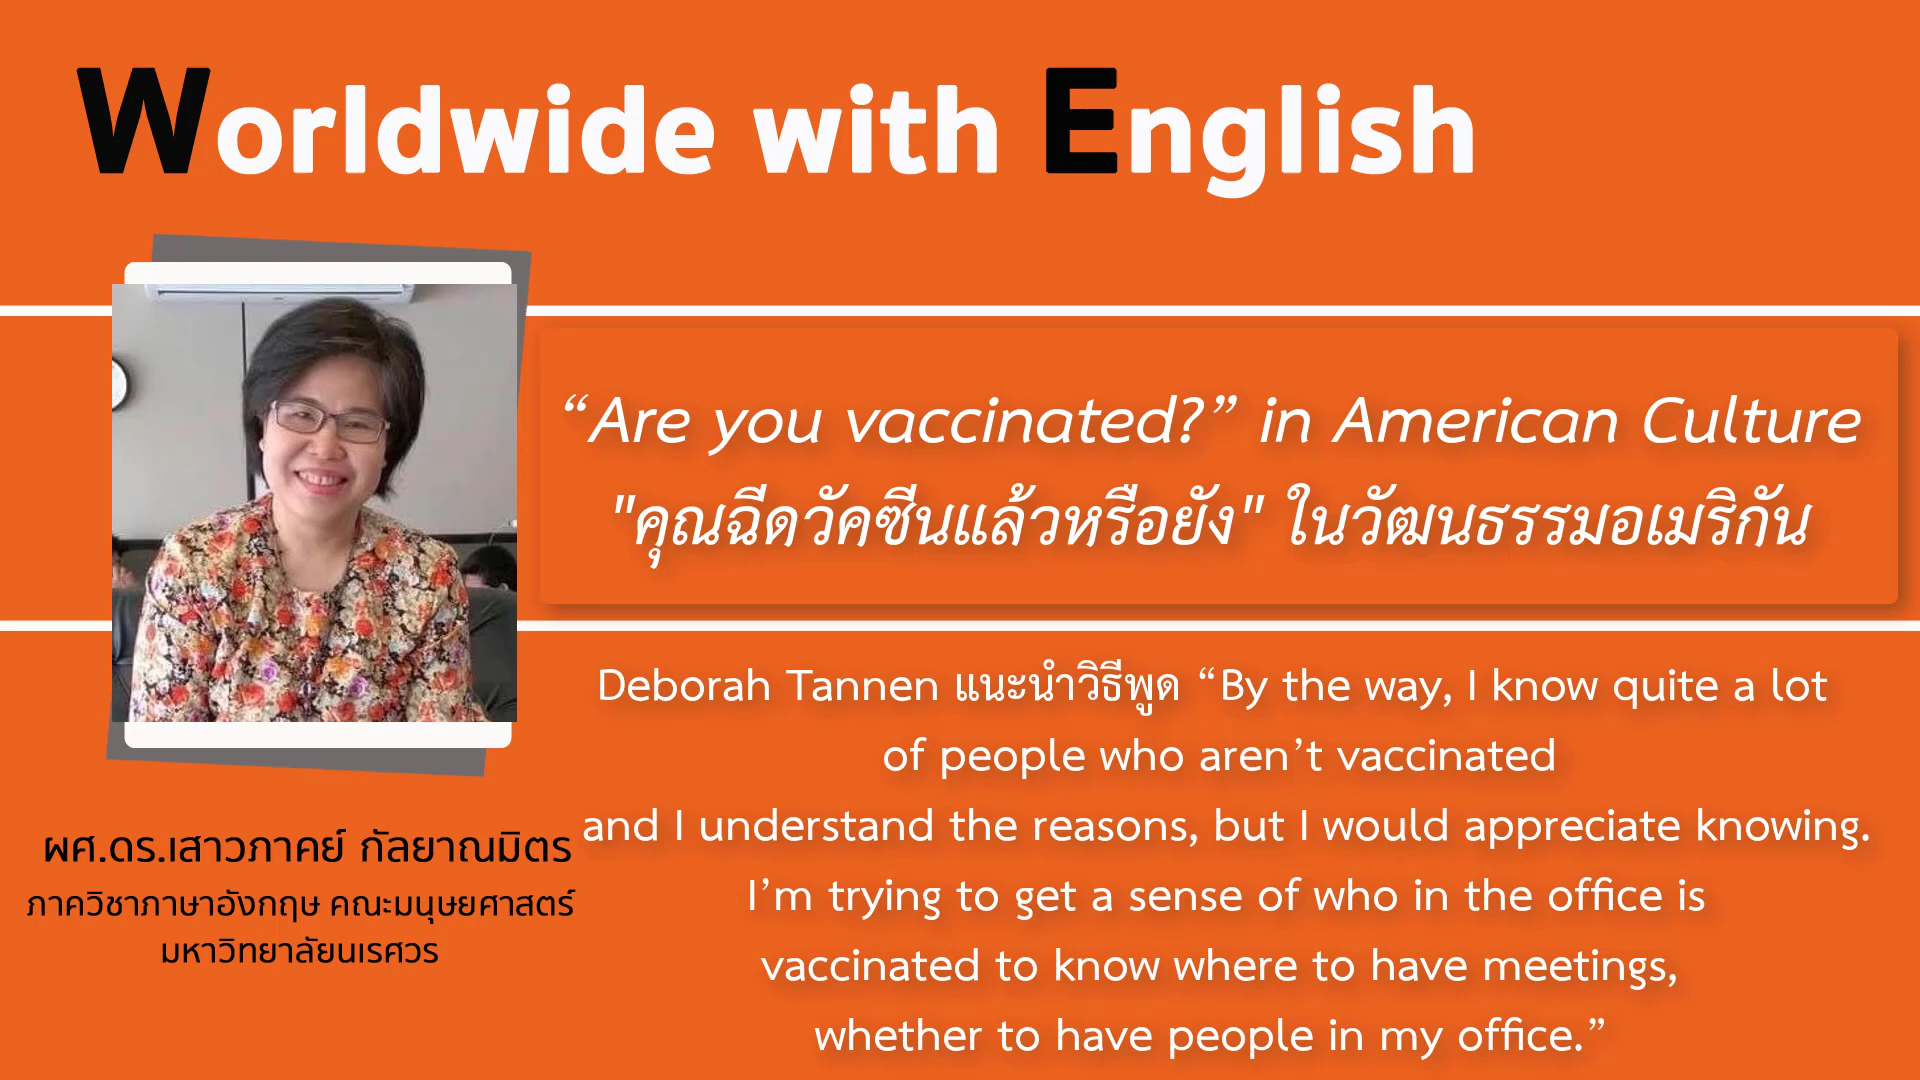 Worldwide with English
“Are you vaccinated?” in American Culture
"คุณฉีดวัคซีนแล้วหรือยัง" ในวัฒนธรรมอเมริกัน
Deborah Tannen แนะนำวิธีพูด “By the way, I know quite a lot
of people who aren’t vaccinated
and I understand the reasons, but I would appreciate knowing.
I’m trying to get a sense of who in the office is
vaccinated to know where to have meetings,
whether to have people in my office.”
ผศ.ดร.เสาวภาคย์ กัลยาณมิตร
ภาควิชาภาษาอังกฤษ คณะมนุษยศาสตร์
มหาวิทยาลัยนเรศวร